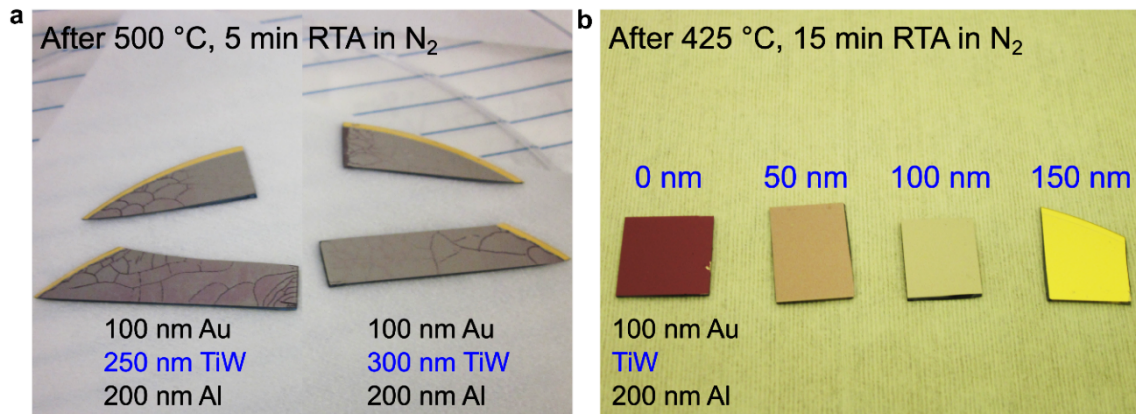 a
After 500 °C, 5 min RTA in N₂
100 nm Au
250 nm TiW
200 nm Al
100 nm Au
300 nm TiW
200 nm Al
b
After 425 °C, 15 min RTA in N₂
0 nm 50 nm 100 nm 150 nm
100 nm Au
TiW
200 nm Al